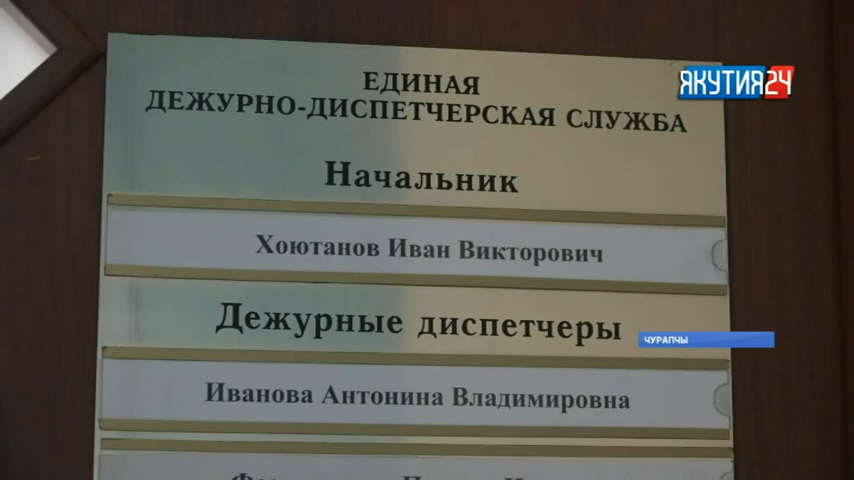 ЯКУТИЯ24
ЕДИНАЯ
ДЕЖУРНО-ДИСПЕТЧЕРСКАЯ СЛУЖБА
Начальник
Хоютанов Иван Викторович
Дежурные диспетчеры
ЧУРАПЧЫ
Иванова Антонина Владимировна